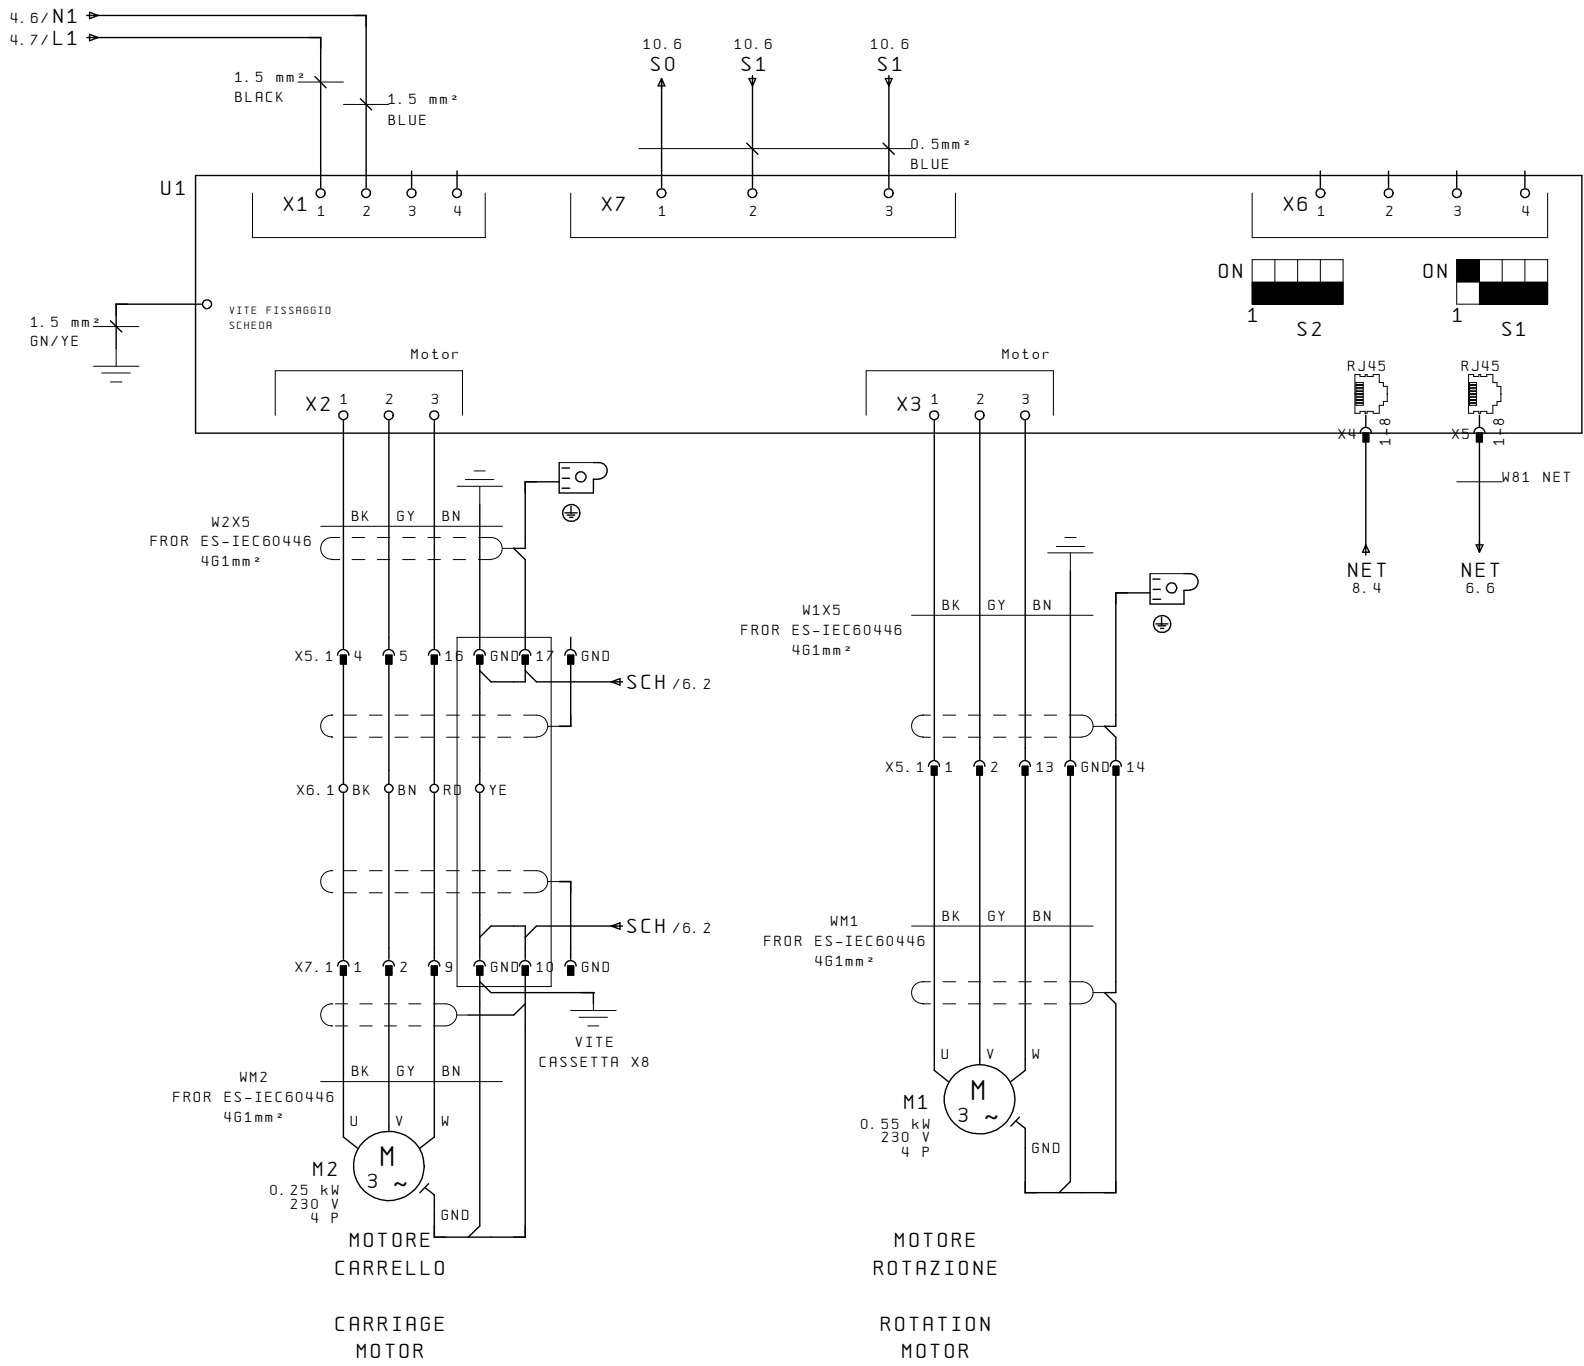 4.6/N1
4.7/L1
1.5 mm²
BLACK
1.5 mm²
BLUE
10.6
S0
10.6
S1
10.6
S1
0.5mm²
BLUE
U1
X1 1 2 3 4
X7 1 2 3
X6 1 2 3 4
ON
1
S2
ON
1
S1
VITE FISSAGGIO
SCHEDA
1.5 mm²
GN/YE
Motor
X2 1 2 3
Motor
X3 1 2 3
RJ45
X4
1-8
RJ45
X5
1-8
W81 NET
NET
8.4
NET
6.6
W2X5
FROR ES-IEC60446
4G1mm²
BK GY BN
X5.1 4 5 16 GND 17 GND
SCH /6.2
X6.1 BK BN RD YE
SCH /6.2
X7.1 1 2 9 GND 10 GND
VITE
CASSETTA X8
WM2
FROR ES-IEC60446
4G1mm²
BK GY BN
U V W
M
3 ~
M2
0.25 kW
230 V
4 P
GND
MOTORE
CARRELLO
CARRIAGE
MOTOR
W1X5
FROR ES-IEC60446
4G1mm²
BK GY BN
X5.1 1 2 13 GND 14
WM1
FROR ES-IEC60446
4G1mm²
BK GY BN
U V W
M
3 ~
M1
0.55 kW
230 V
4 P
GND
MOTORE
ROTAZIONE
ROTATION
MOTOR